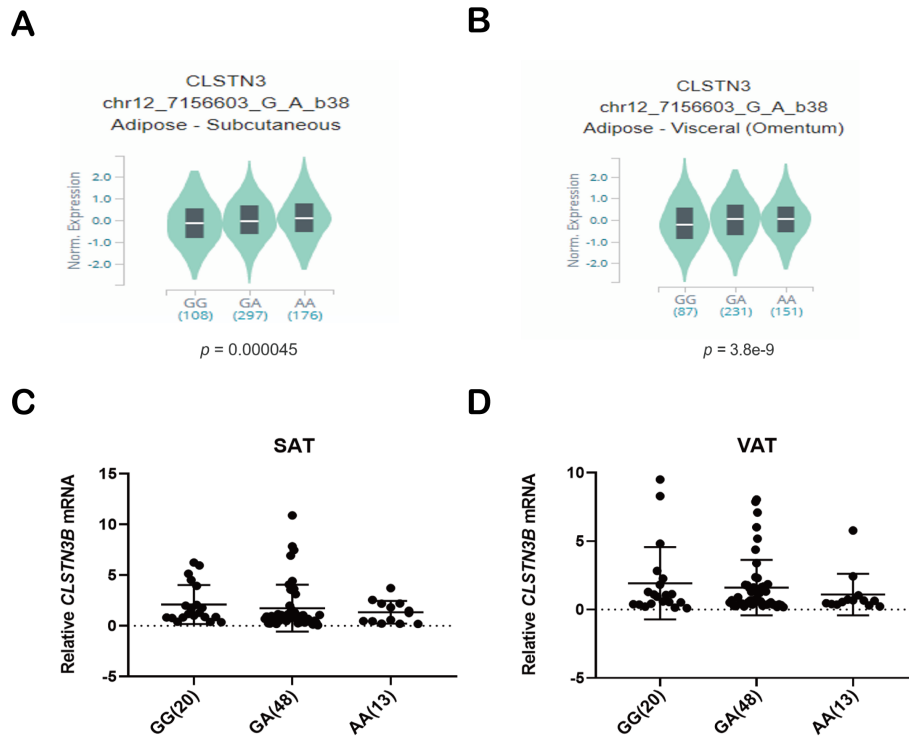 A
CLSTN3
chr12_7156603_G_A_b38
Adipose - Subcutaneous
Norm. Expression
2.0
1.0
0.0
-1.0
-2.0
GG
GA
AA
(108)
(297)
(176)
p = 0.000045
B
CLSTN3
chr12_7156603_G_A_b38
Adipose - Visceral (Omentum)
Norm. Expression
2.0
1.0
0.0
-1.0
-2.0
GG
GA
AA
(87)
(231)
(151)
p = 3.8e-9
C
SAT
Relative CLSTN3B mRNA
15
10
5
0
-5
GG(20)
GA(48)
AA(13)
D
VAT
Relative CLSTN3B mRNA
10
5
0
-5
GG(20)
GA(48)
AA(13)